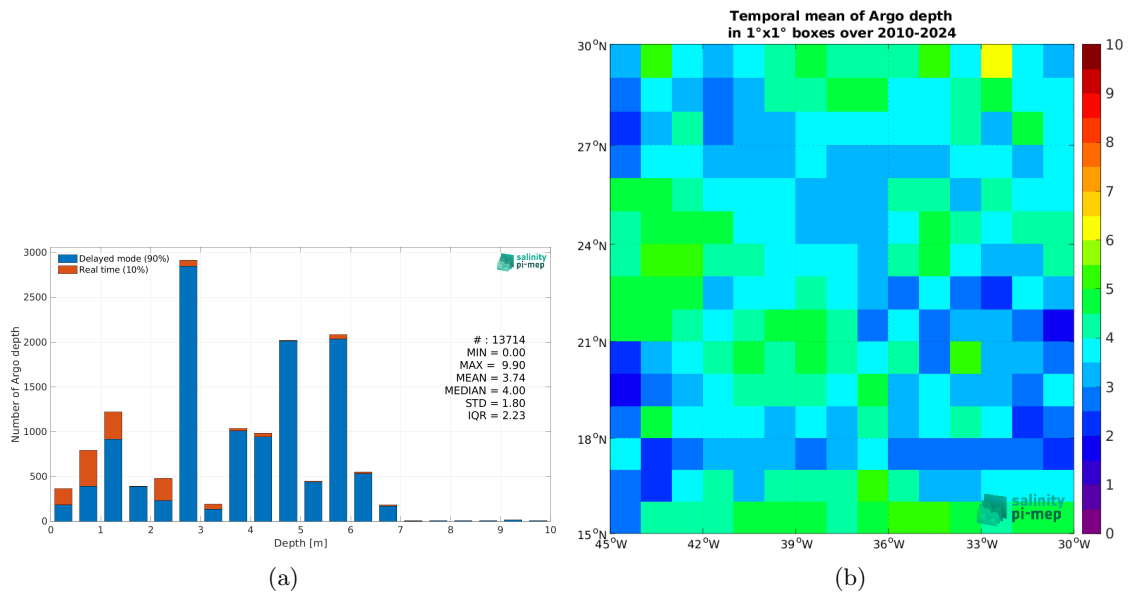 3000
2500
2000
1500
1000
500
0
Number of Argo depth
Delayed mode (90%)
Real time (10%)
salinity
pi-mep
# : 13714
MIN = 0.00
MAX = 9.90
MEAN = 3.74
MEDIAN = 4.00
STD = 1.80
IQR = 2.23
0 1 2 3 4 5 6 7 8 9 10
Depth [m]
(a)
Temporal mean of Argo depth
in 1°x1° boxes over 2010-2024
30°N
27°N
24°N
21°N
18°N
15°N
45°W 42°W 39°W 36°W 33°W 30°W
salinity
pi-mep
10
9
8
7
6
5
4
3
2
1
0
(b)